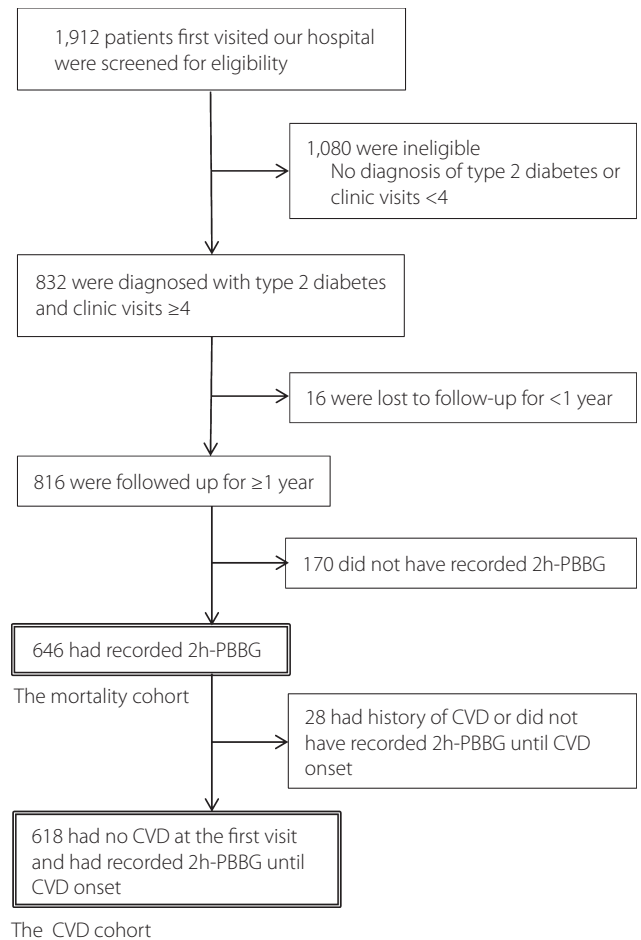 1,912 patients first visited our hospital
were screened for eligibility
1,080 were ineligible
No diagnosis of type 2 diabetes or
clinic visits <4
832 were diagnosed with type 2 diabetes
and clinic visits ≥4
16 were lost to follow-up for <1 year
816 were followed up for ≥1 year
170 did not have recorded 2h-PBBG
646 had recorded 2h-PBBG
The mortality cohort
28 had history of CVD or did not
have recorded 2h-PBBG until CVD
onset
618 had no CVD at the first visit
and had recorded 2h-PBBG until
CVD onset
The CVD cohort